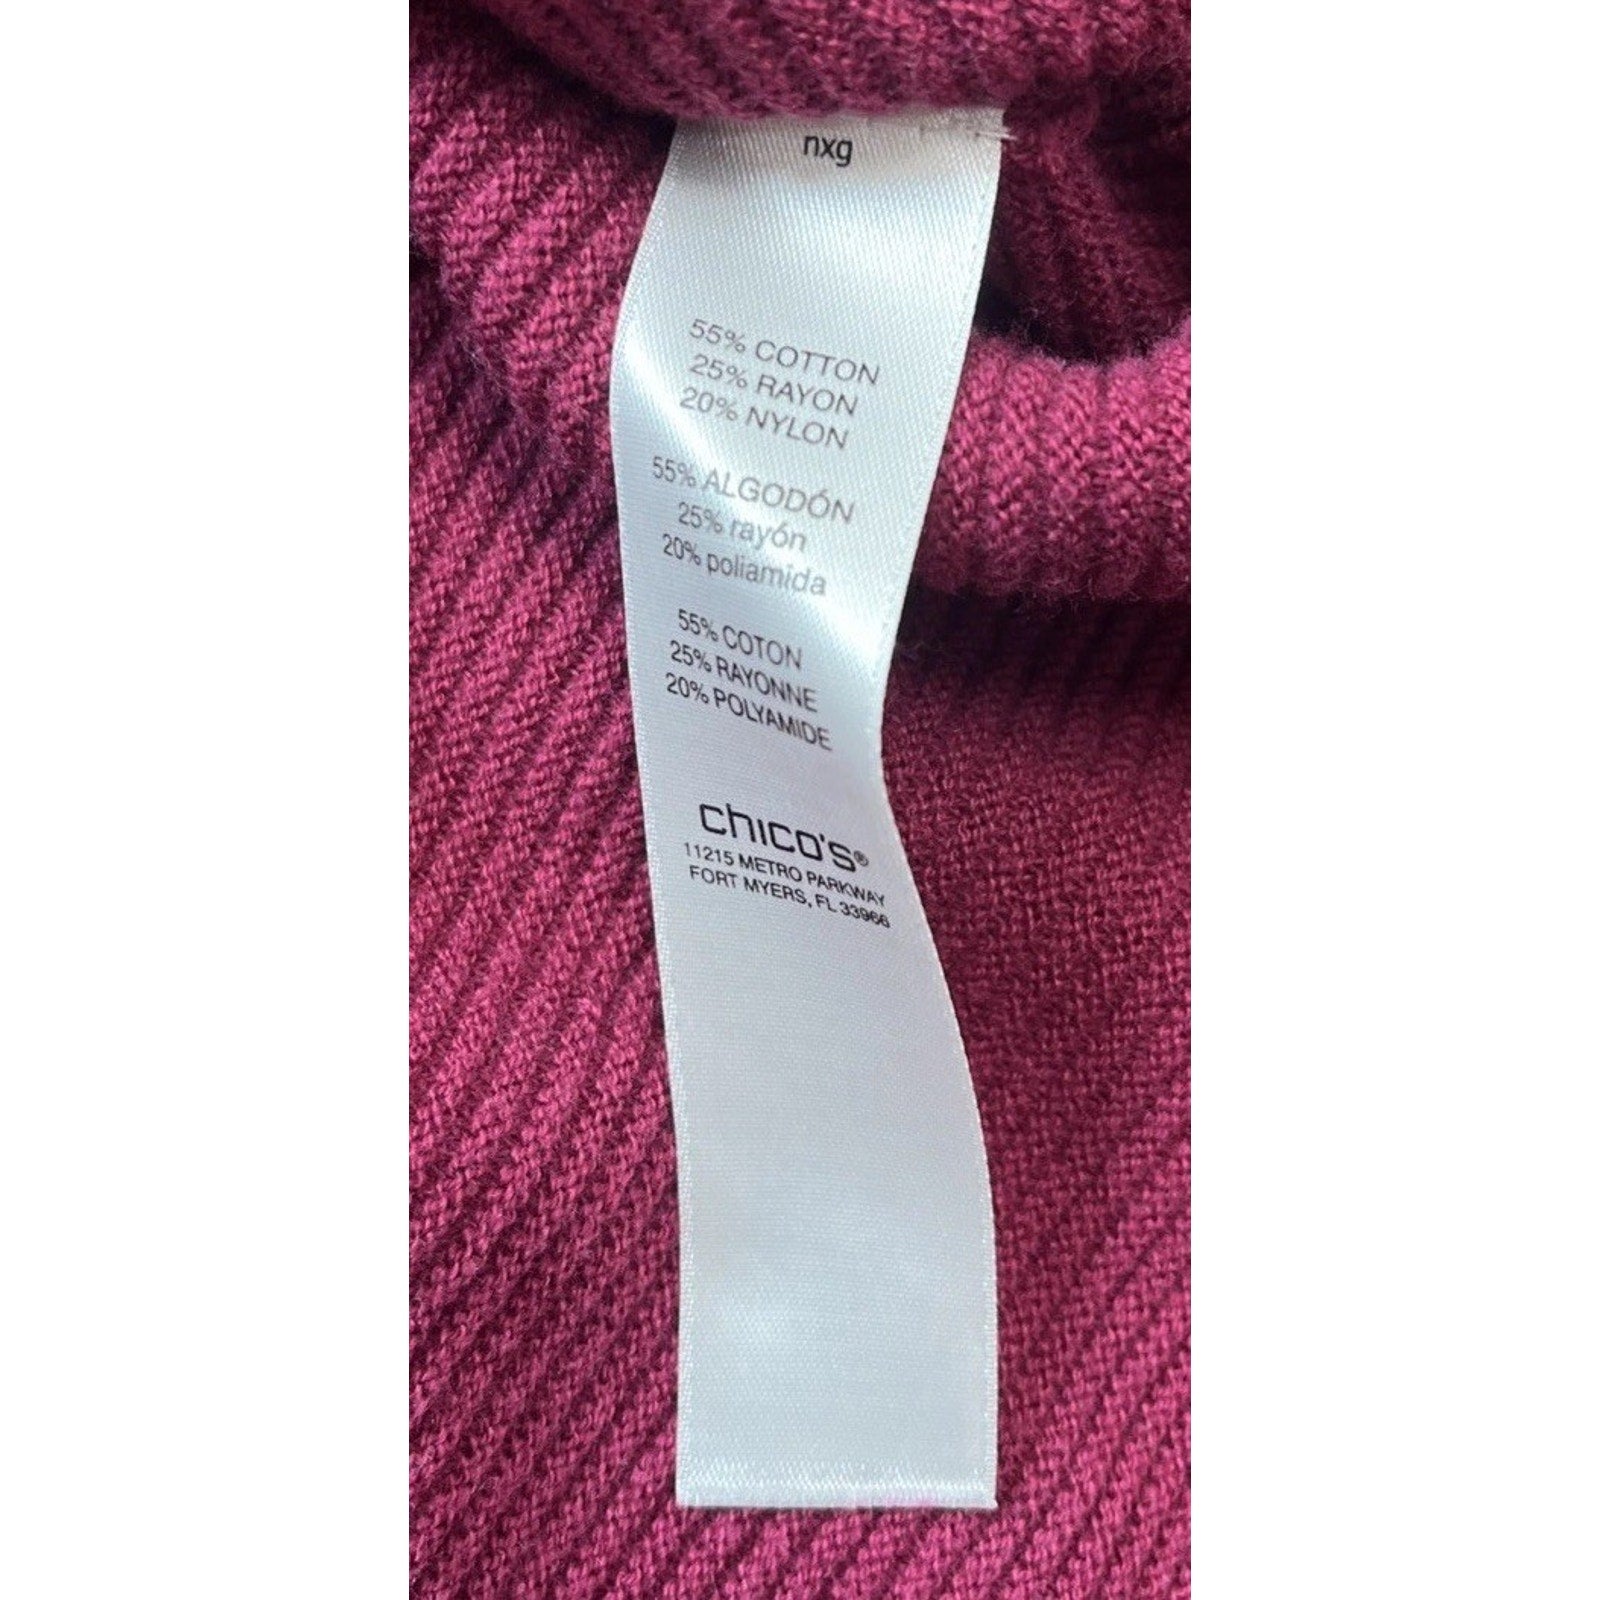 nxg
55% COTTON
25% RAYON
20% NYLON
55% ALGODÓN
25% rayón
20% poliamida
55% COTON
25% RAYONNE
20% POLYAMIDE
chico's®
11215 METRO PARKWAY
FORT MYERS, FL 33966